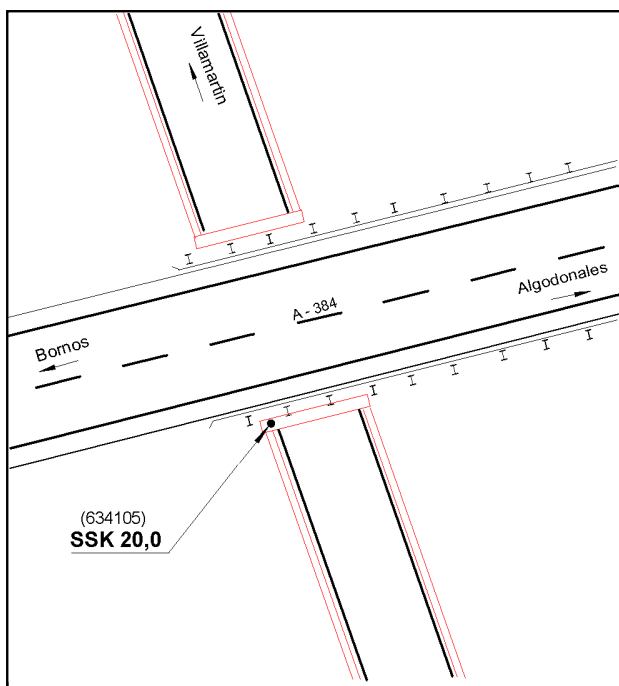 Villamartin
A - 384
Algodonales
Bornos
(634105)
SSK 20,0